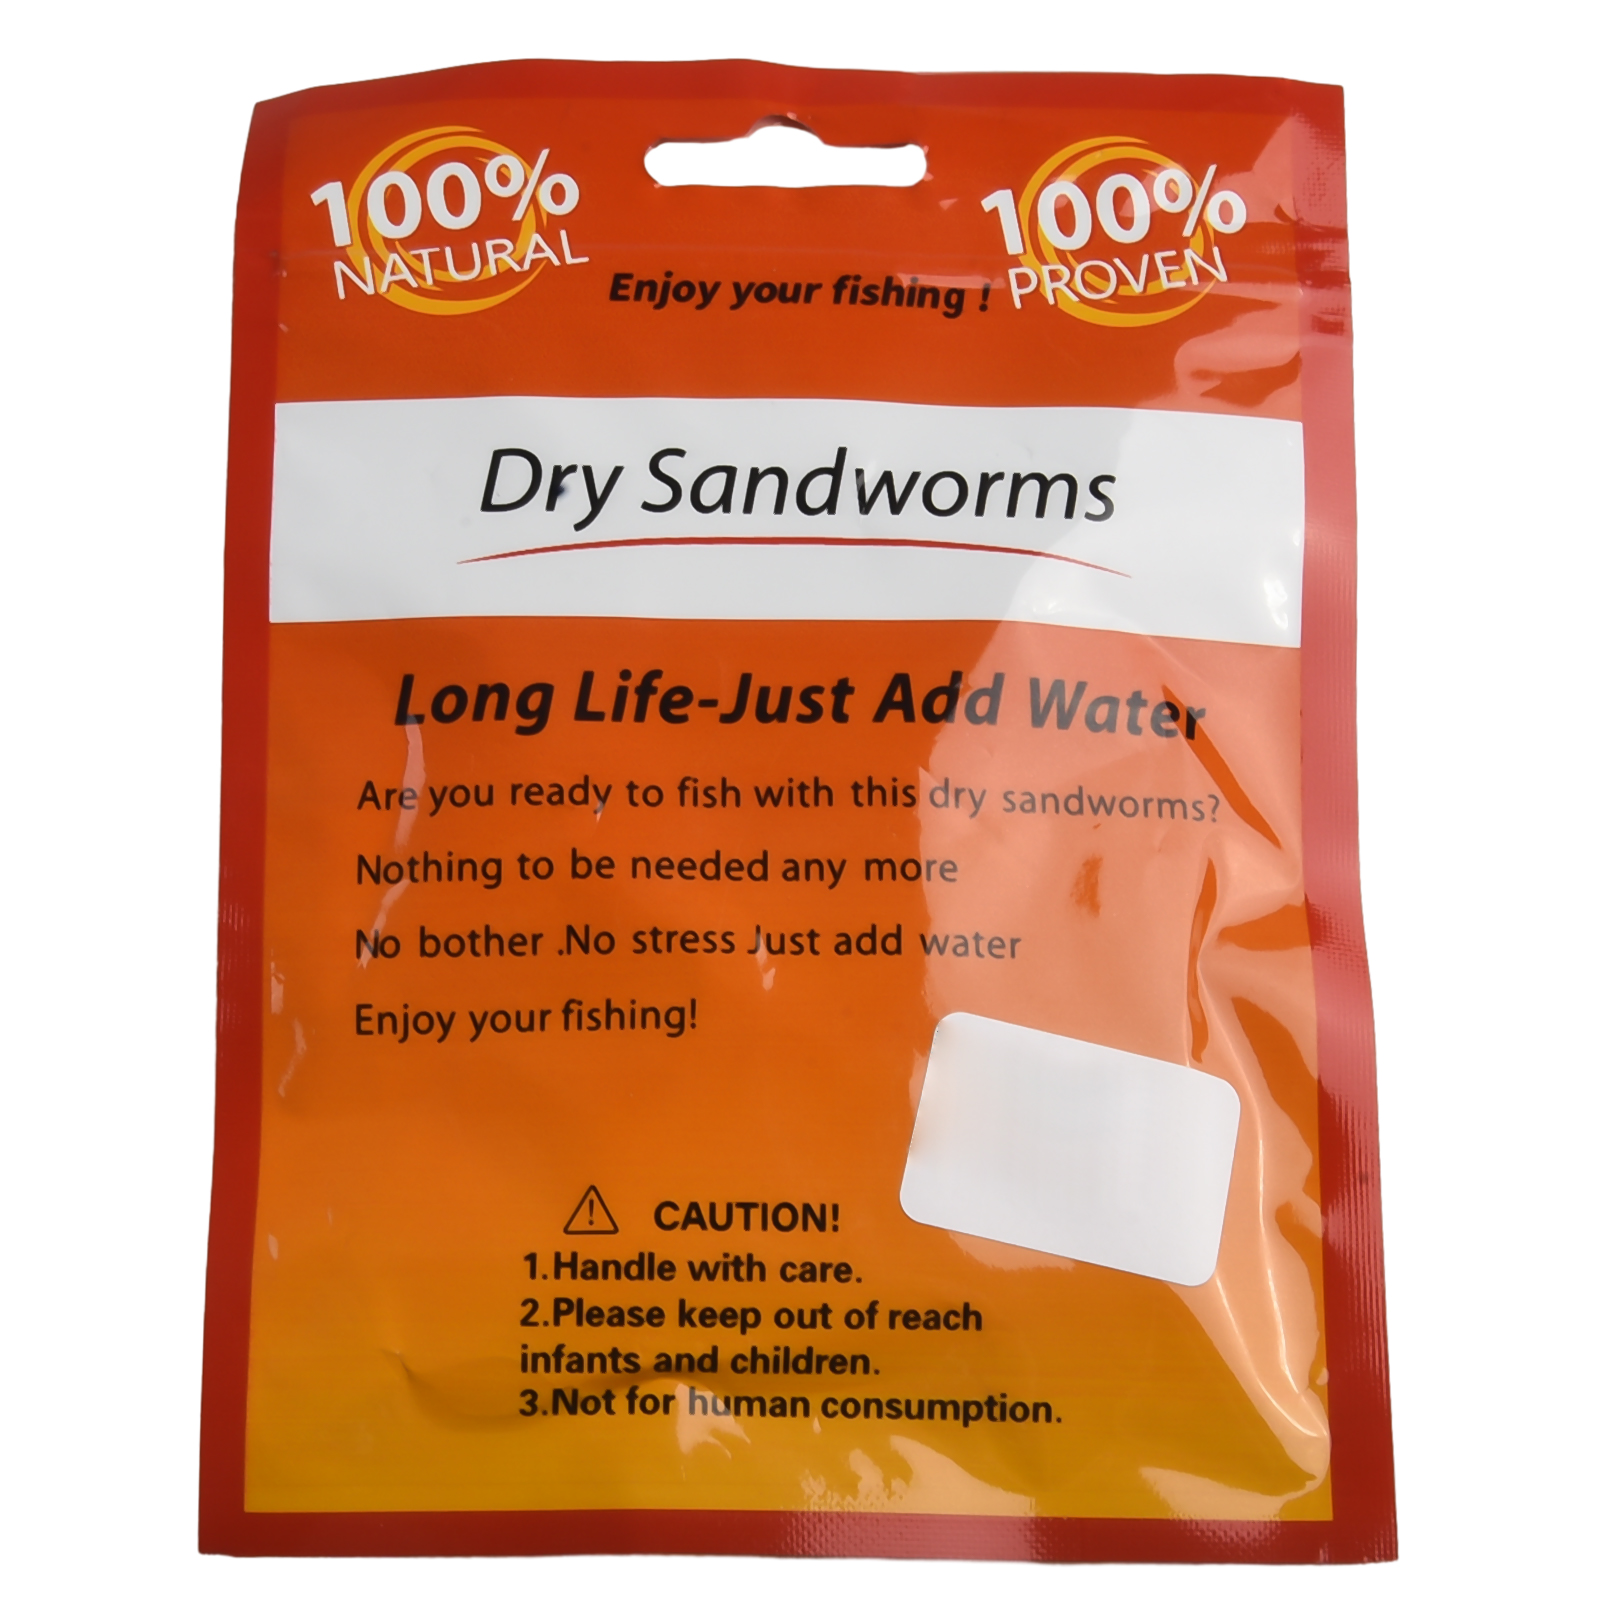 100%
NATURAL
100%
PROVEN
Enjoy your fishing !
Dry Sandworms
Long Life-Just Add Water
Are you ready to fish with this dry sandworms?
Nothing to be needed any more
No bother .No stress Just add water
Enjoy your fishing!
CAUTION!
1.Handle with care.
2.Please keep out of reach
infants and children.
3.Not for human consumption.